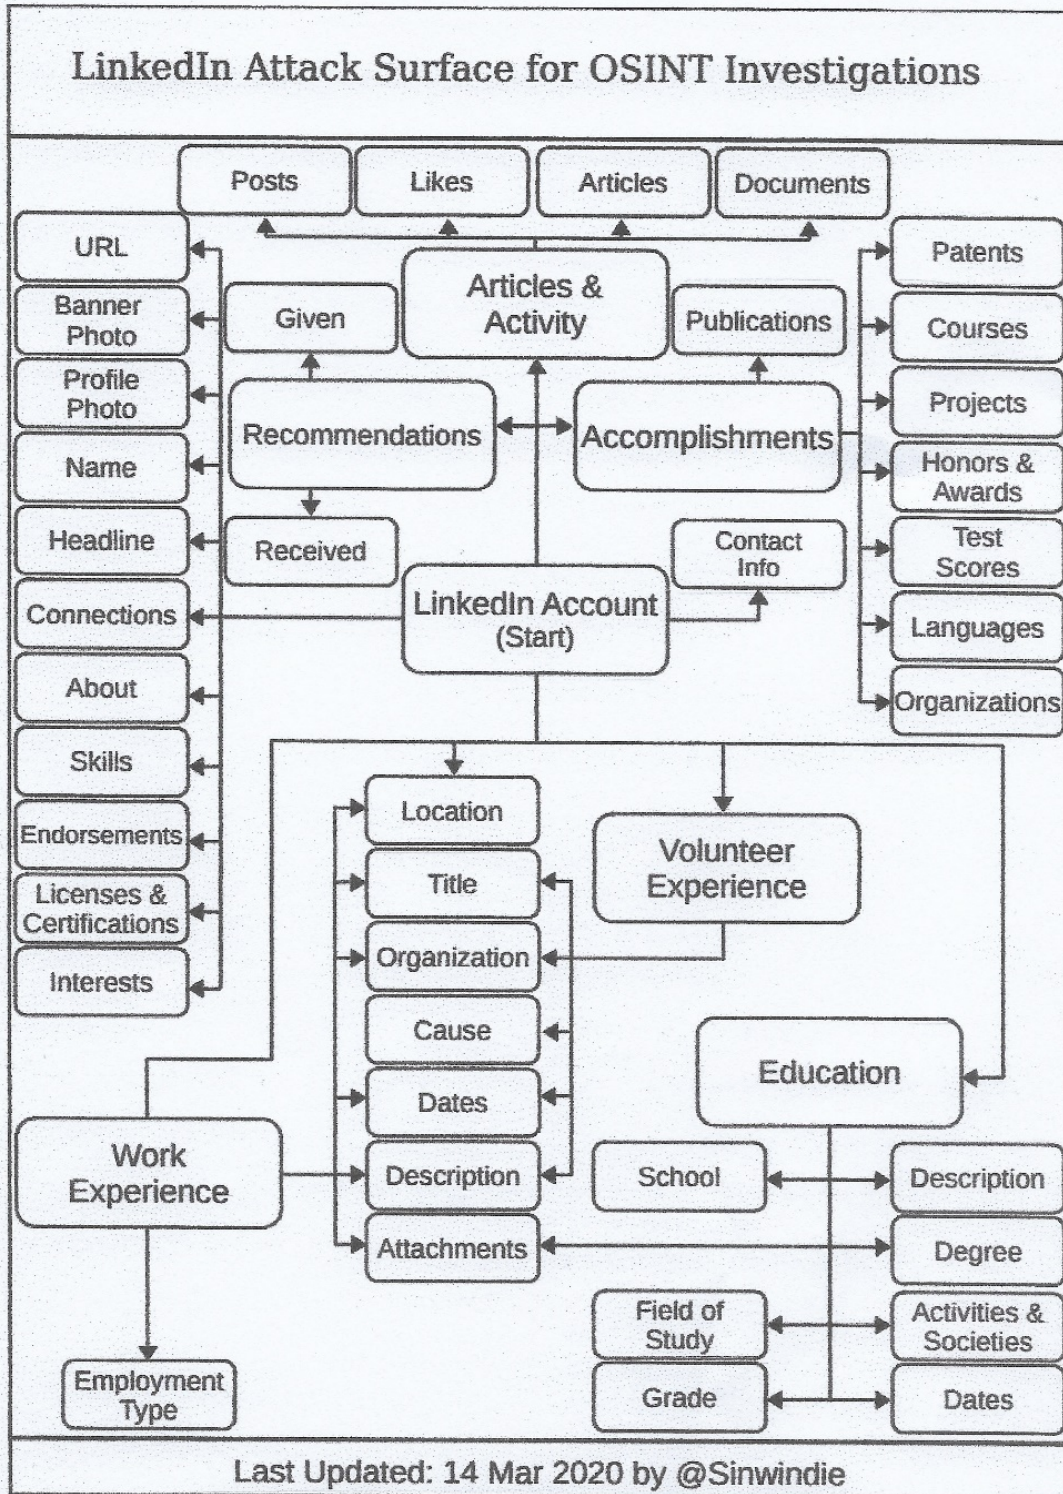 LinkedIn Attack Surface for OSINT Investigations
Posts
Likes
Articles
Documents
URL
Banner
Photo
Profile
Photo
Name
Headline
Connections
About
Skills
Endorsements
Licenses &
Certifications
Interests
Given
Recommendations
Received
Articles &
Activity
Publications
Accomplishments
Patents
Courses
Projects
Honors &
Awards
Test
Scores
Languages
Organizations
Contact
Info
LinkedIn Account
(Start)
Location
Title
Organization
Cause
Dates
Description
Attachments
Volunteer
Experience
Education
Work
Experience
Employment
Type
School
Description
Degree
Field of
Study
Activities &
Societies
Grade
Dates
Last Updated: 14 Mar 2020 by @Sinwindie